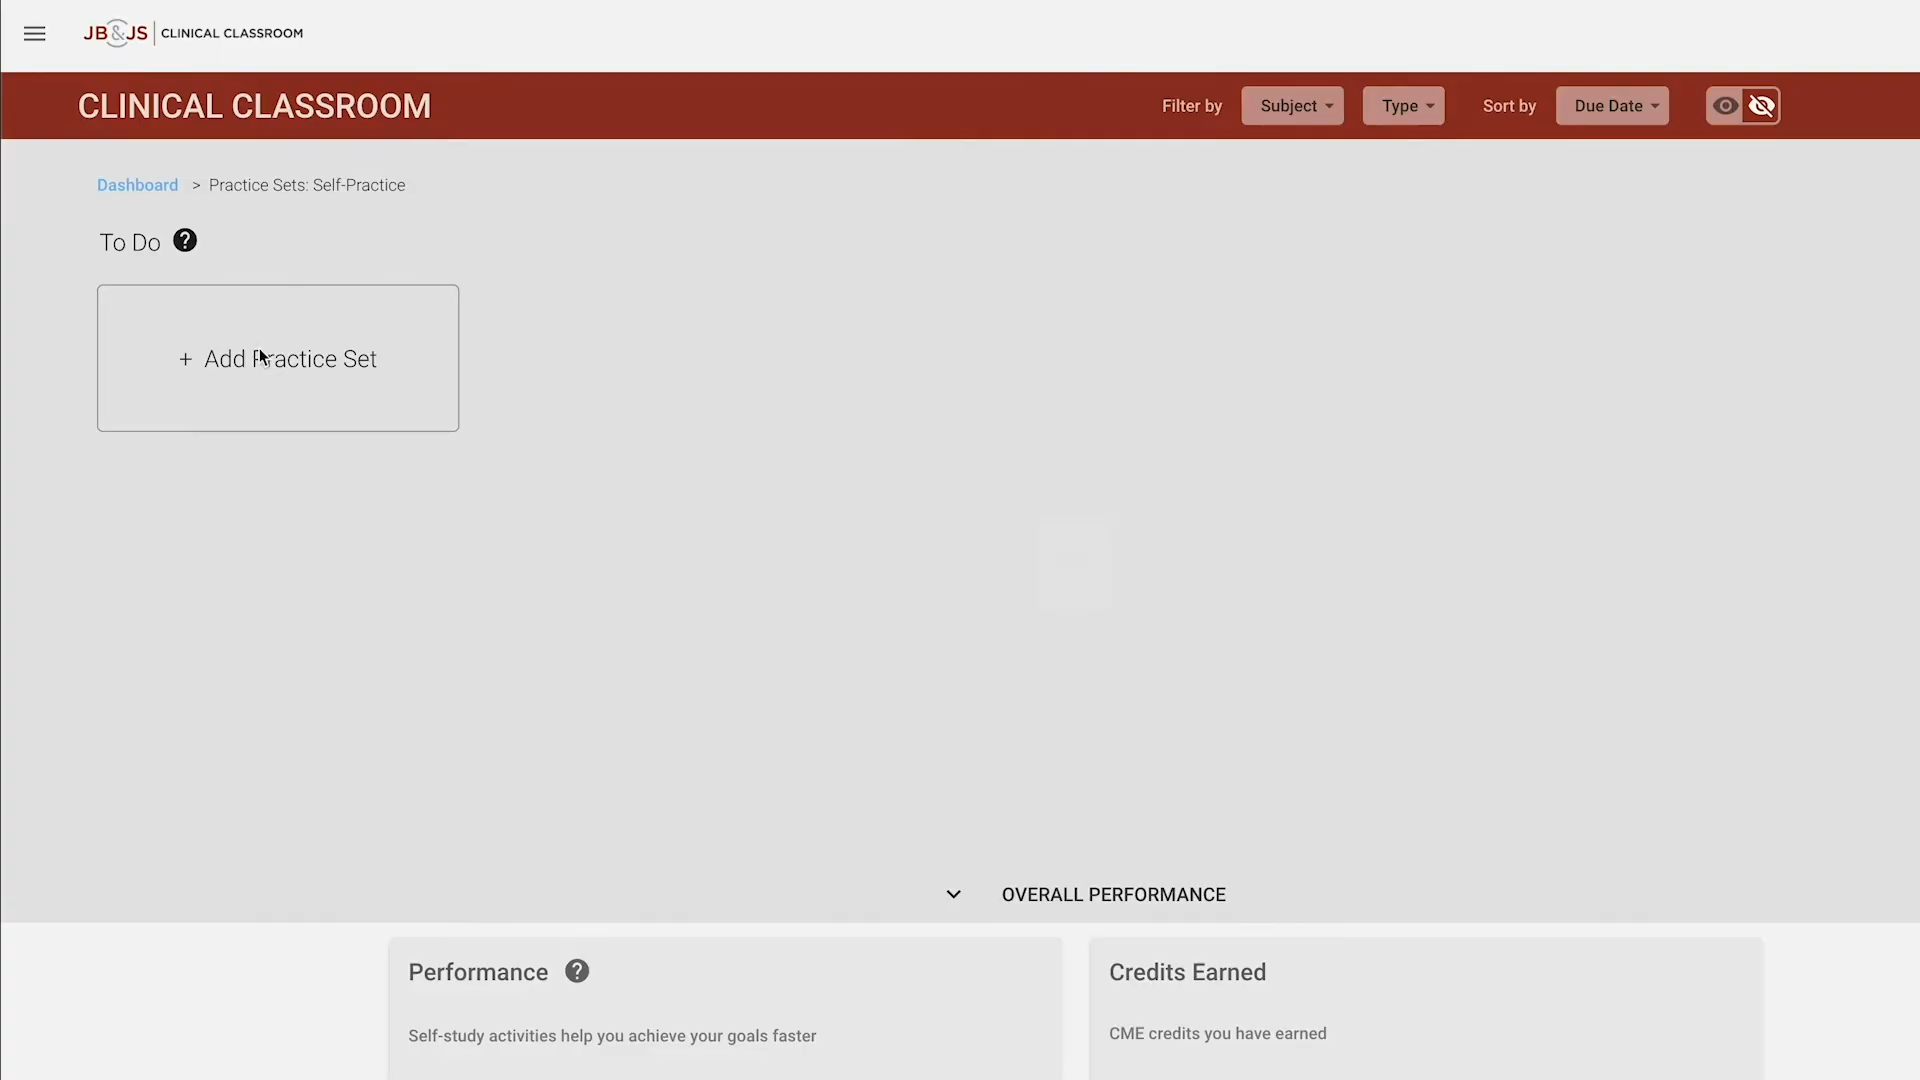 JB&JS CLINICAL CLASSROOM
CLINICAL CLASSROOM
Filter by
Subject
Type
Sort by
Due Date
Dashboard > Practice Sets: Self-Practice
To Do ?
+ Add Practice Set
OVERALL PERFORMANCE
Performance ?
Self-study activities help you achieve your goals faster
Credits Earned
CME credits you have earned